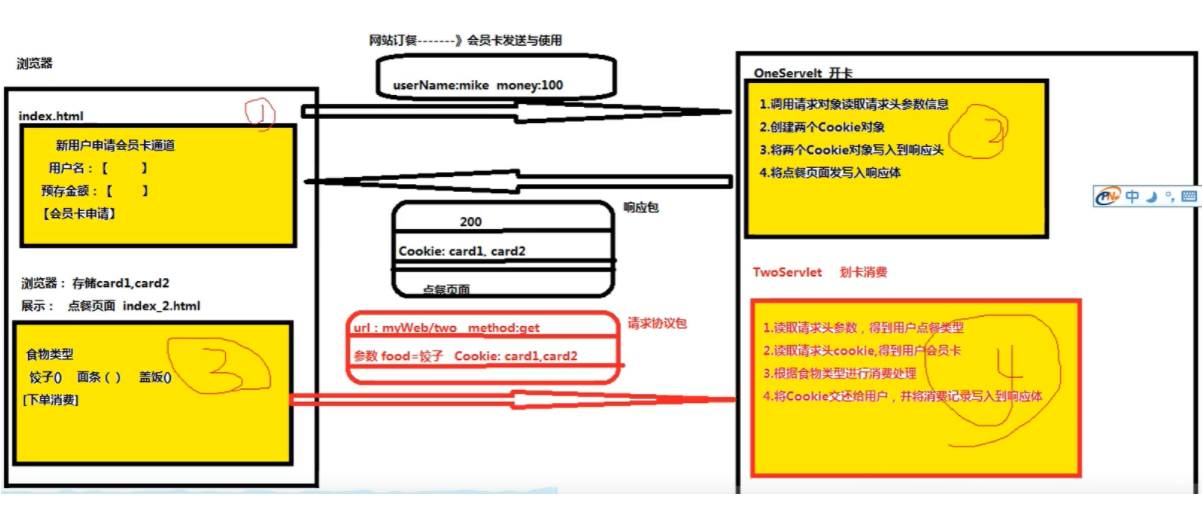 网站订餐-------》会员卡发送与使用
浏览器
userName:mike money:100
index.html
1
新用户申请会员卡通道
用户名：【 】
预存金额：【 】
【会员卡申请】
浏览器：存储card1,card2
展示： 点餐页面 index_2.html
食物类型
饺子() 面条（ ） 盖饭()
[下单消费]
3
响应包
200
Cookie: card1, card2
点餐页面
请求协议包
url：myWeb/two method:get
参数 food=饺子 Cookie: card1,card2
OneServelt 开卡
1.调用请求对象读取请求头参数信息
2.创建两个Cookie对象
3.将两个Cookie对象写入到响应头
4.将点餐页面发写入响应体
2
中
TwoServlet 划卡消费
1.读取请求头参数，得到用户点餐类型
2.读取请求头cookie,得到用户会员卡
3.根据食物类型进行消费处理
4.将Cookie交还给用户，并将消费记录写入到响应体
4